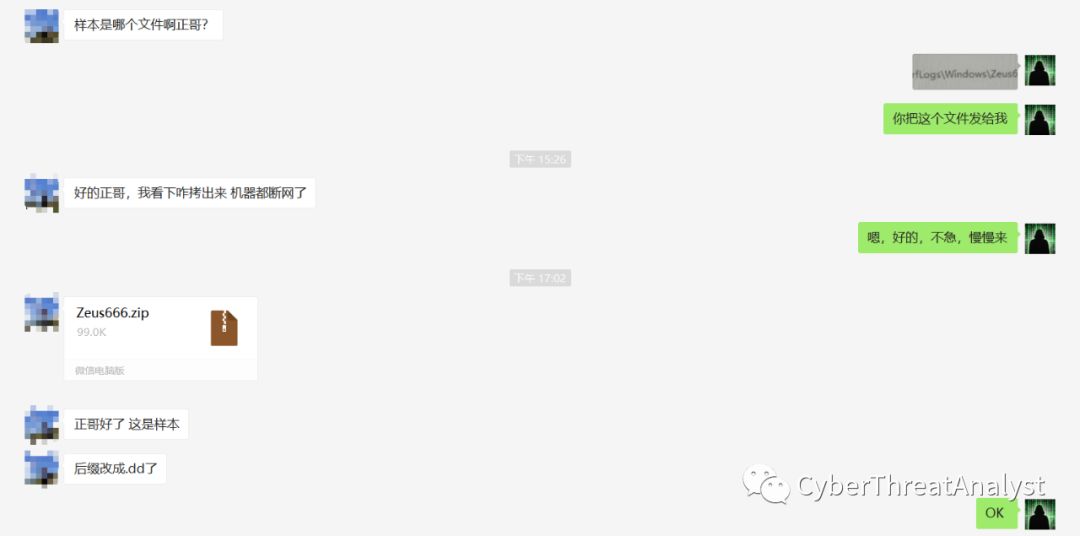 样本是哪个文件啊正哥？
rfLogs\Windows\Zeus6
你把这个文件发给我
下午 15:26
好的正哥，我看下咋拷出来 机器都断网了
嗯，好的，不急，慢慢来
下午 17:02
Zeus666.zip
99.0K
微信电脑版
正哥好了 这是样本
后缀改成.dd了
CyberThreatAnalyst
OK